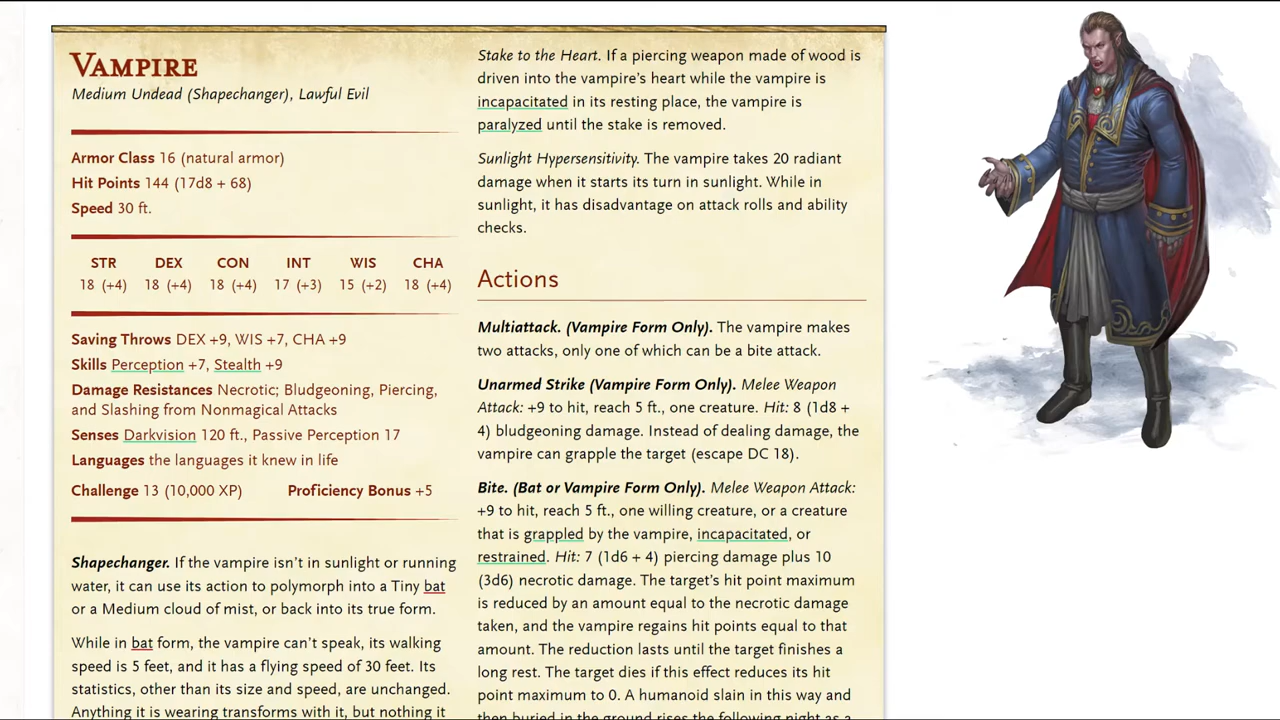 Vampire
Medium Undead (Shapechanger), Lawful Evil
Armor Class 16 (natural armor)
Hit Points 144 (17d8 + 68)
Speed 30 ft.
STR DEX CON INT WIS CHA
18 (+4) 18 (+4) 18 (+4) 17 (+3) 15 (+2) 18 (+4)
Saving Throws DEX +9, WIS +7, CHA +9
Skills Perception +7, Stealth +9
Damage Resistances Necrotic; Bludgeoning, Piercing,
and Slashing from Nonmagical Attacks
Senses Darkvision 120 ft., Passive Perception 17
Languages the languages it knew in life
Challenge 13 (10,000 XP) Proficiency Bonus +5
Shapechanger. If the vampire isn't in sunlight or running
water, it can use its action to polymorph into a Tiny bat
or a Medium cloud of mist, or back into its true form.
While in bat form, the vampire can't speak, its walking
speed is 5 feet, and it has a flying speed of 30 feet. Its
statistics, other than its size and speed, are unchanged.
Anything it is wearing transforms with it, but nothing it
Stake to the Heart. If a piercing weapon made of wood is
driven into the vampire's heart while the vampire is
incapacitated in its resting place, the vampire is
paralyzed until the stake is removed.
Sunlight Hypersensitivity. The vampire takes 20 radiant
damage when it starts its turn in sunlight. While in
sunlight, it has disadvantage on attack rolls and ability
checks.
Actions
Multiattack. (Vampire Form Only). The vampire makes
two attacks, only one of which can be a bite attack.
Unarmed Strike (Vampire Form Only). Melee Weapon
Attack: +9 to hit, reach 5 ft., one creature. Hit: 8 (1d8 +
4) bludgeoning damage. Instead of dealing damage, the
vampire can grapple the target (escape DC 18).
Bite. (Bat or Vampire Form Only). Melee Weapon Attack:
+9 to hit, reach 5 ft., one willing creature, or a creature
that is grappled by the vampire, incapacitated, or
restrained. Hit: 7 (1d6 + 4) piercing damage plus 10
(3d6) necrotic damage. The target's hit point maximum
is reduced by an amount equal to the necrotic damage
taken, and the vampire regains hit points equal to that
amount. The reduction lasts until the target finishes a
long rest. The target dies if this effect reduces its hit
point maximum to 0. A humanoid slain in this way and
then buried in the ground rises the following night as a